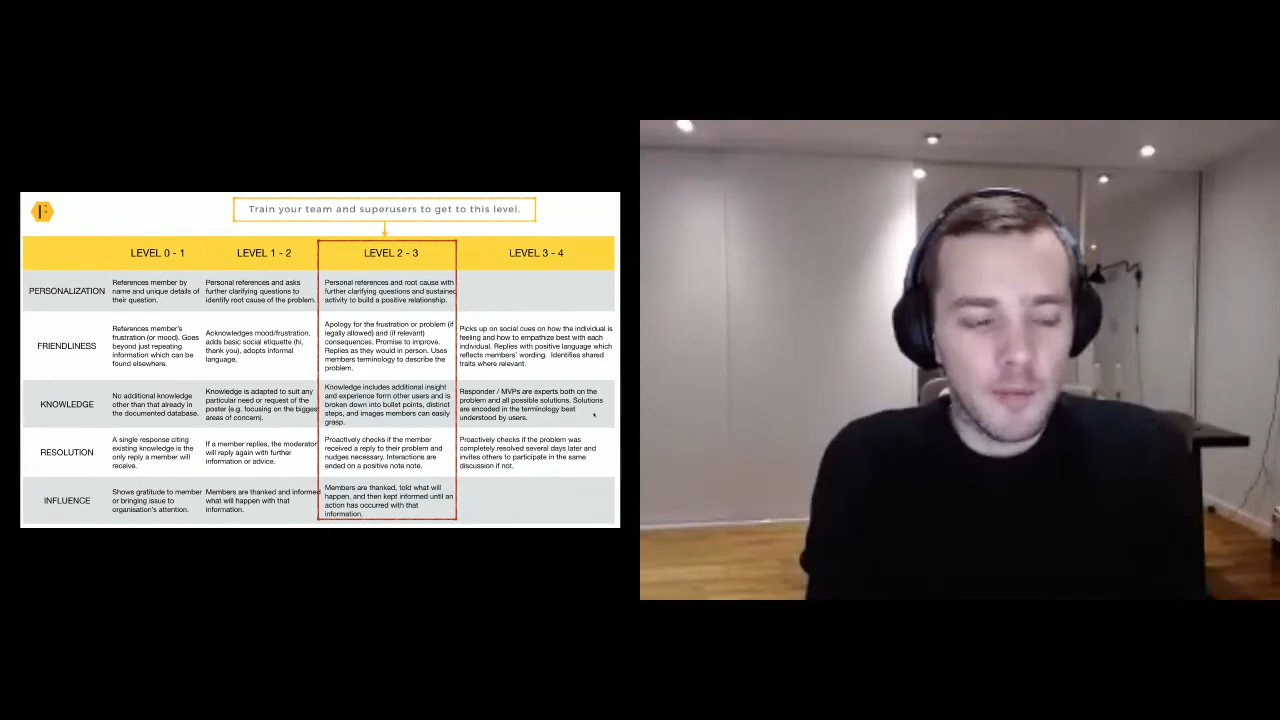 F
Train your team and superusers to get to this level.
LEVEL 0 - 1
LEVEL 1 - 2
LEVEL 2 - 3
LEVEL 3 - 4
PERSONALIZATION
References member by
name and unique details of
their question.
Personal references and asks
further clarifying questions to
identify root cause of the problem.
Personal references and root cause with
further clarifying questions and sustained
activity to build a positive relationship.
FRIENDLINESS
References member's
frustration (or mood). Goes
beyond just repeating
information which can be
found elsewhere.
Acknowledges mood/frustration,
adds basic social etiquette (hi,
thank you), adopts informal
language,
Apology for the frustration or problem (if
legally allowed) and (if relevant)
consequences. Promise to improve.
Replies as they would in person. Uses
members terminology to describe the
problem.
Picks up on social cues on how the individual is
feeling and how to empathize best with each
individual. Replies with positive language which
reflects members' wording. Identifies shared
traits where relevant.
KNOWLEDGE
No additional knowledge
other than that already in
the documented database.
Knowledge is adapted to suit any
particular need or request of the
poster (e.g. focusing on the biggest
areas of concern).
Knowledge includes additional insight
and experience form other users and is
broken down into bullet points, distinct
steps, and images members can easily
grasp.
Responder / MVPs are experts both on the
problem and all possible solutions. Solutions
are encoded in the terminology best
understood by users.
RESOLUTION
A single response citing
existing knowledge is the
only reply a member will
receive.
If a member replies, the moderator
will reply again with further
information or advice.
Proactively checks if the member
received a reply to their problem and
nudges necessary. Interactions are
ended on a positive note note.
Proactively checks if the problem was
completely resolved several days later and
invites others to participate in the same
discussion if not.
INFLUENCE
Shows gratitude to member
or bringing issue to
organisation's attention.
Members are thanked and informed
what will happen with that
information.
Members are thanked, told what will
happen, and then kept informed until an
action has occurred with that
information.